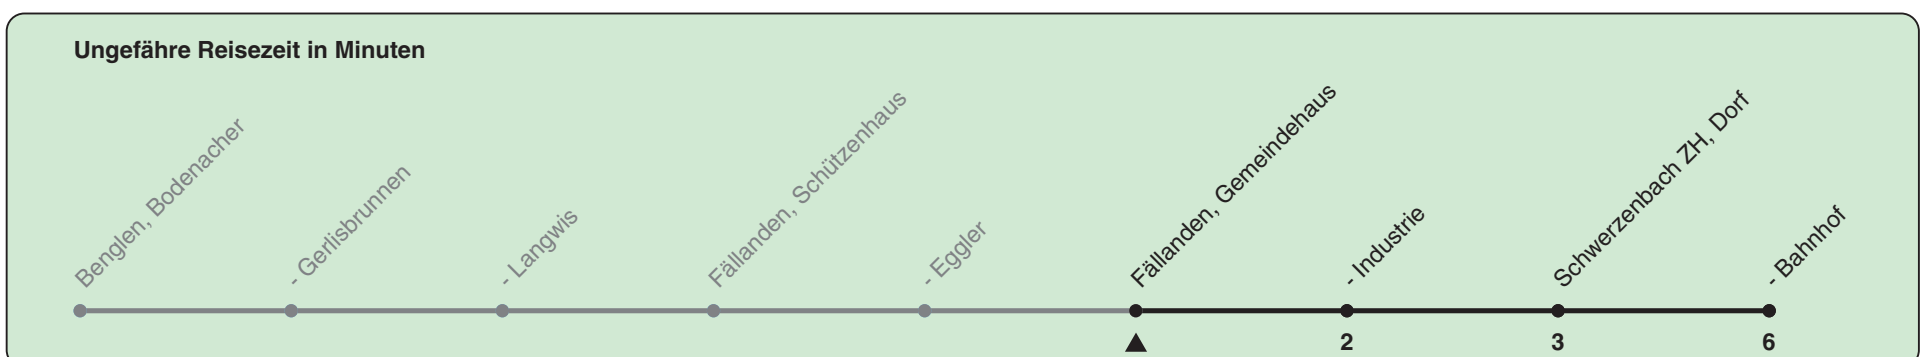 Ungefähre Reisezeit in Minuten
Benglen, Bodenacher
- Gerlisbrunnen
- Langwis
Fällanden, Schützenhaus
- Eggler
Fällanden, Gemeindehaus
- Industrie
Schwerzenbach ZH, Dorf
- Bahnhof
2 3 6